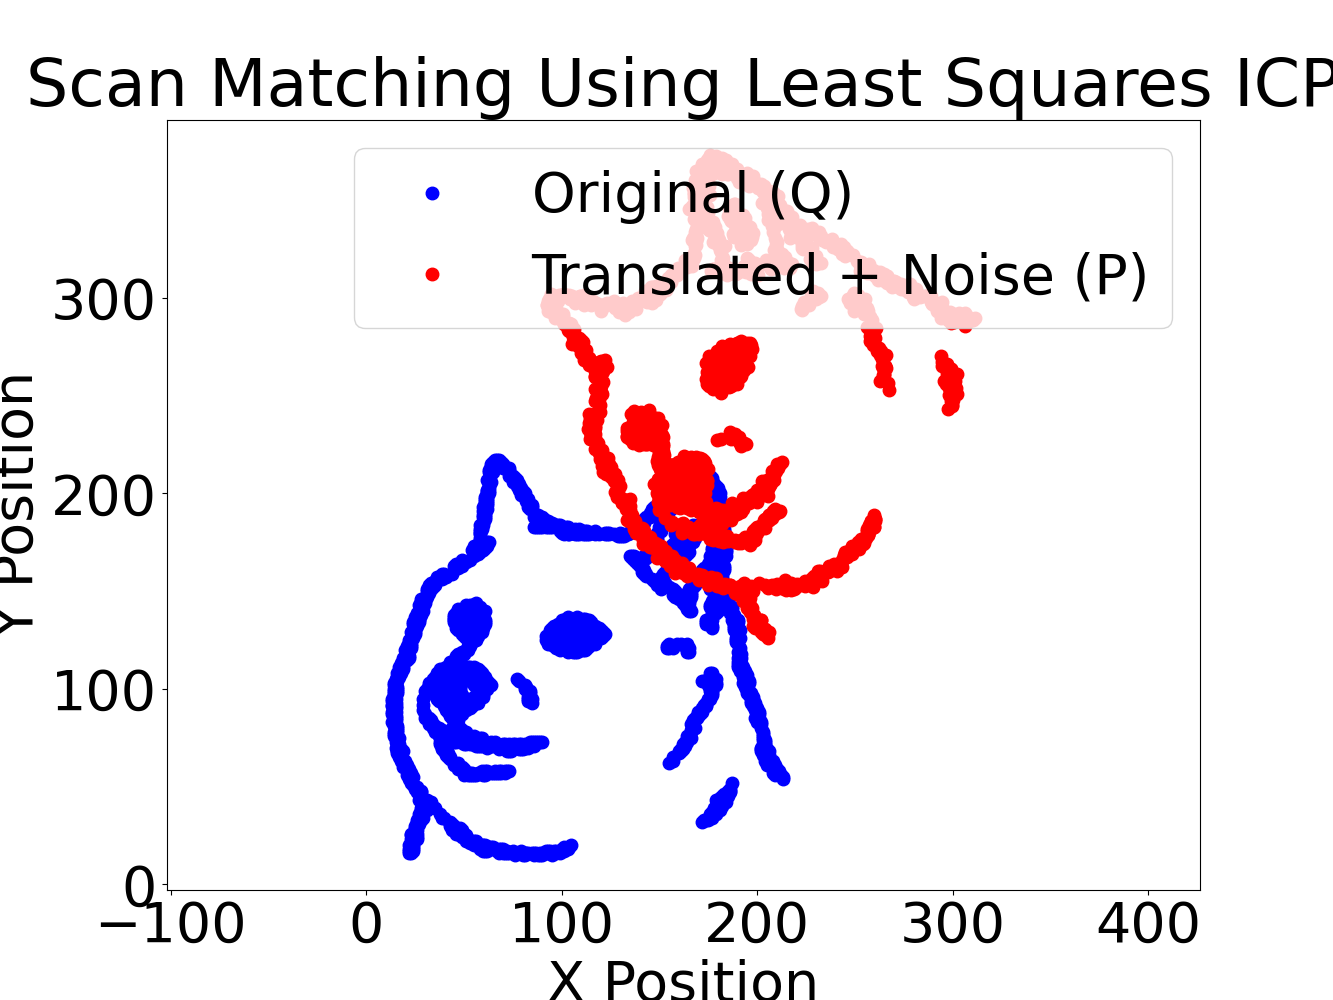 Scan Matching Using Least Squares ICP
Original (Q)
Translated + Noise (P)
Y Position
300
200
100
0
−100 0 100 200 300 400
X Position